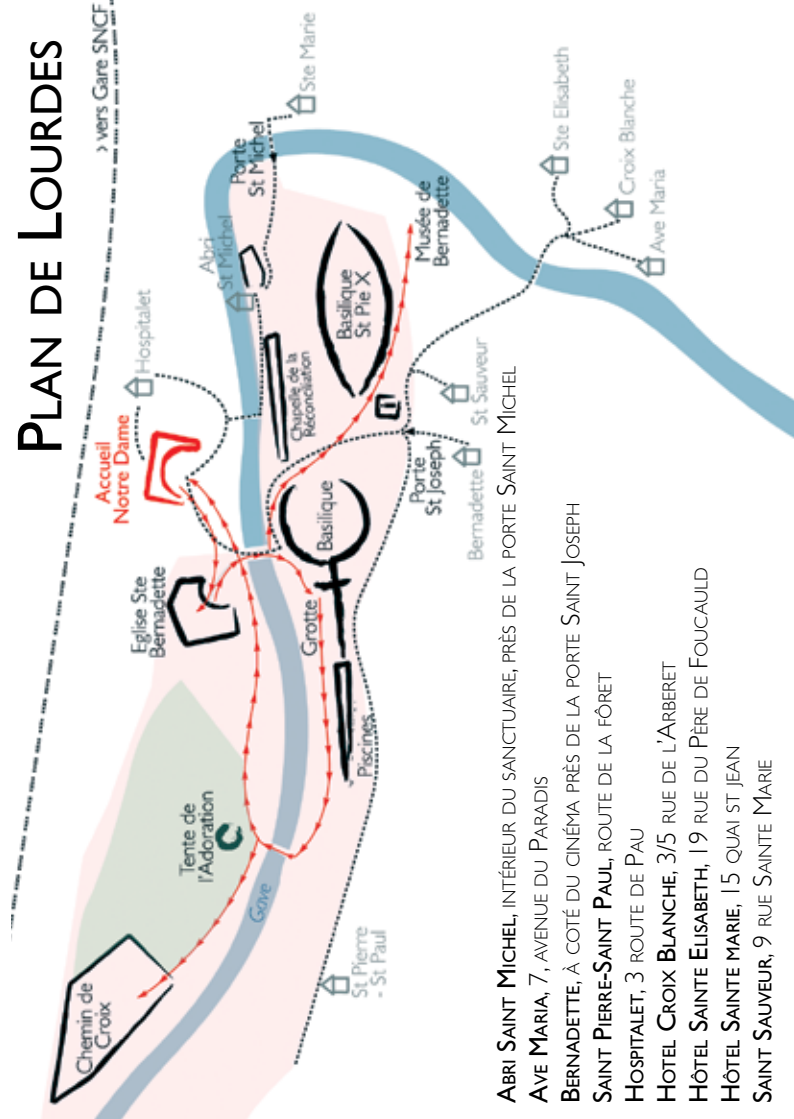 PLAN DE LOURDES
> vers Gare SNCF
Ste Marie
Porte
St Michel
Abri
St Michel
Hospitalet
Accueil
Notre Dame
Eglise Ste
Bernadette
Tente de
l'Adoration
Chemin de
Croix
Gave
Chapelle de la
Réconciliation
Basilique
St Pie X
Musée de
Bernadette
Basilique
Grotte
Piscines
Porte
St Joseph
Bernadette
St Sauveur
Ste Elisabeth
Croix Blanche
Ave Maria
St Pierre
- St Paul
ABRI SAINT MICHEL, INTÉRIEUR DU SANCTUAIRE, PRÈS DE LA PORTE SAINT MICHEL
AVE MARIA, 7, AVENUE DU PARADIS
BERNADETTE, À COTÉ DU CINÉMA PRÈS DE LA PORTE SAINT JOSEPH
SAINT PIERRE-SAINT PAUL, ROUTE DE LA FÔRET
HOSPITALET, 3 ROUTE DE PAU
HOTEL CROIX BLANCHE, 3/5 RUE DE L'ARBERET
HÔTEL SAINTE ELISABETH, 19 RUE DU PÈRE DE FOUCAULD
HÔTEL SAINTE MARIE, 15 QUAI ST JEAN
SAINT SAUVEUR, 9 RUE SAINTE MARIE